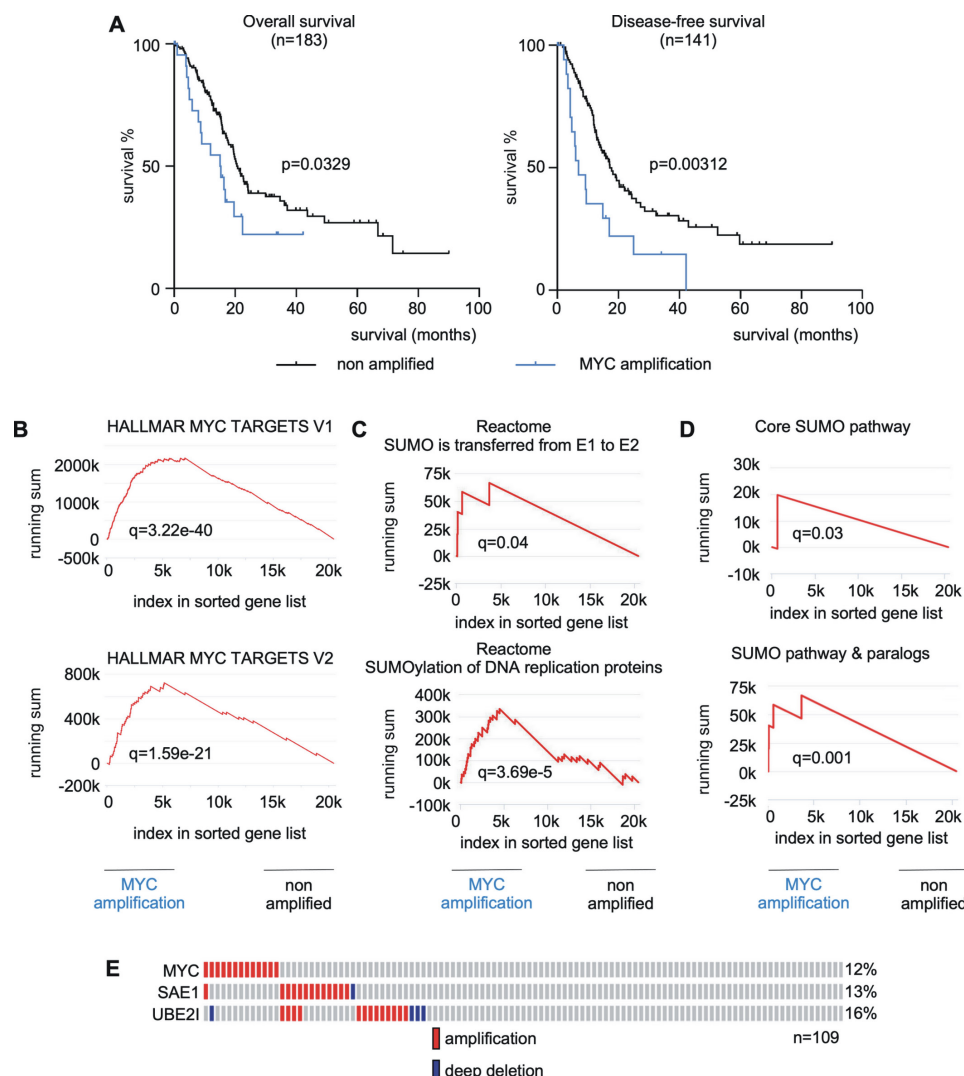 A
Overall survival
(n=183)
survival %
100
50
0
p=0.0329
0 20 40 60 80 100
survival (months)
Disease-free survival
(n=141)
survival %
100
50
0
p=0.00312
0 20 40 60 80 100
survival (months)
non amplified
MYC amplification
B
HALLMAR MYC TARGETS V1
running sum
2000k
1000k
0
-500k
q=3.22e-40
0 5k 10k 15k 20k
index in sorted gene list
HALLMAR MYC TARGETS V2
running sum
800k
400k
0
-200k
q=1.59e-21
0 5k 10k 15k 20k
index in sorted gene list
MYC
amplification
non
amplified
C
Reactome
SUMO is transferred from E1 to E2
running sum
75k
50k
25k
0k
-25k
q=0.04
0 5k 10k 15k 20k
index in sorted gene list
Reactome
SUMOylation of DNA replication proteins
running sum
400k
300k
200k
100k
0k
-100k
q=3.69e-5
0 5k 10k 15k 20k
index in sorted gene list
MYC
amplification
non
amplified
D
Core SUMO pathway
running sum
30k
20k
10k
0k
-10k
q=0.03
0 5k 10k 15k 20k
index in sorted gene list
SUMO pathway & paralogs
running sum
75k
50k
25k
0k
-25k
q=0.001
0 5k 10k 15k 20k
index in sorted gene list
MYC
amplification
non
amplified
E
MYC 12%
SAE1 13%
UBE2I 16%
amplification
n=109
deep deletion